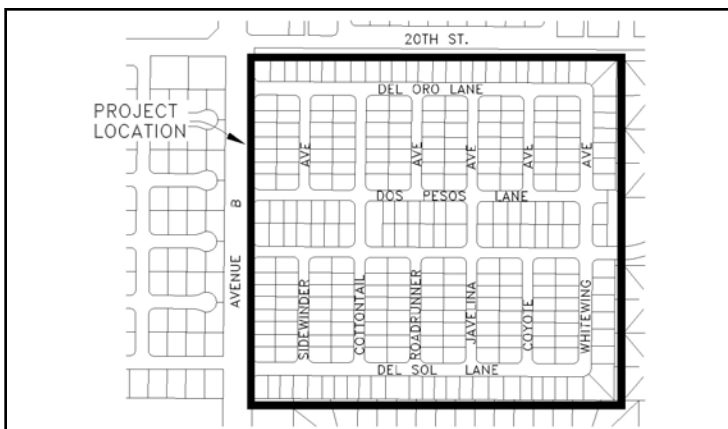 20TH ST.
DEL ORO LANE
PROJECT
LOCATION
AVE
AVE
AVE
AVE
AVE
DOS PESOS LANE
AVENUE B
SIDEWINDER
COTTONTAIL
ROADRUNNER
JAVELINA
COYOTE
WHITEWING
DEL SOL LANE